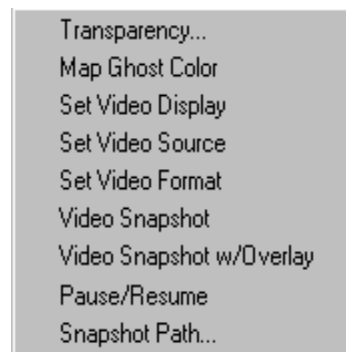 Transparency...
Map Ghost Color
Set Video Display
Set Video Source
Set Video Format
Video Snapshot
Video Snapshot w/Overlay
Pause/Resume
Snapshot Path...